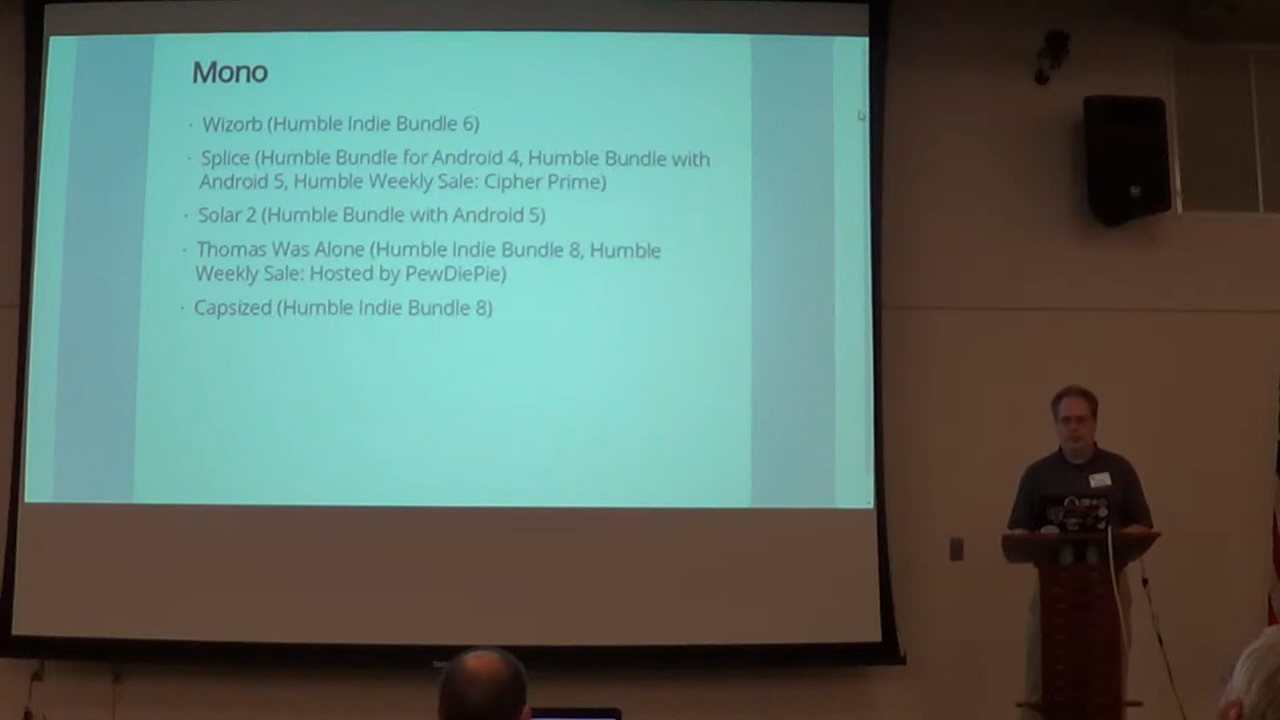 Mono
· Wizorb (Humble Indie Bundle 6)
· Splice (Humble Bundle for Android 4, Humble Bundle with
Android 5, Humble Weekly Sale: Cipher Prime)
· Solar 2 (Humble Bundle with Android 5)
· Thomas Was Alone (Humble Indie Bundle 8, Humble
Weekly Sale: Hosted by PewDiePie)
· Capsized (Humble Indie Bundle 8)